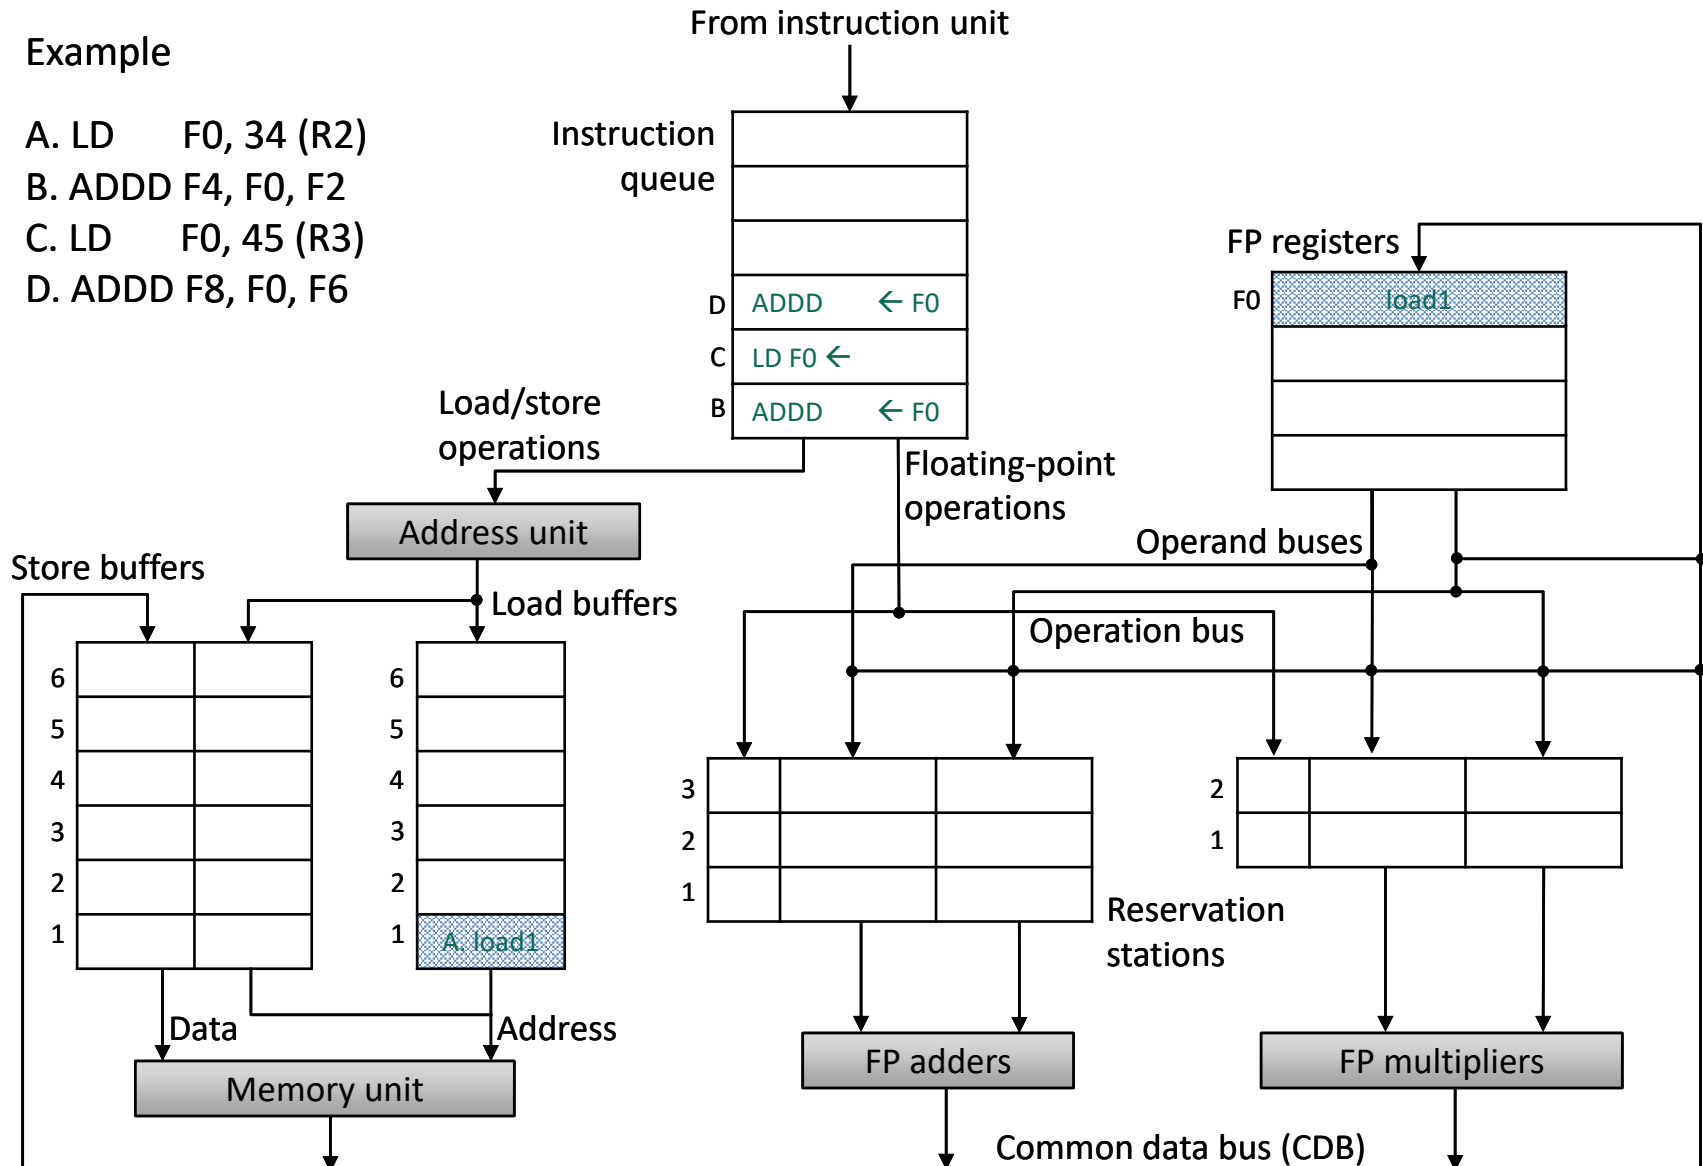 From instruction unit
Example
A. LD F0, 34 (R2)
B. ADDD F4, F0, F2
C. LD F0, 45 (R3)
D. ADDD F8, F0, F6
Instruction
queue
D ADDD ← F0
C LD F0 ←
B ADDD ← F0
FP registers
F0 load1
Load/store
operations
Floating-point
operations
Address unit
Operand buses
Store buffers
Load buffers
Operation bus
6
5
4
3
2
1
6
5
4
3
2
1 A. load1
3
2
1
2
1
Reservation
stations
Data
Address
Memory unit
FP adders
FP multipliers
Common data bus (CDB)